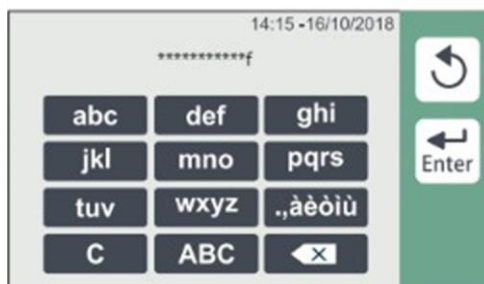 14:15 -16/10/2018
***********f
abc def ghi
jkl mno pqrs
Enter
tuv wxyz .,àèòìù
C ABC